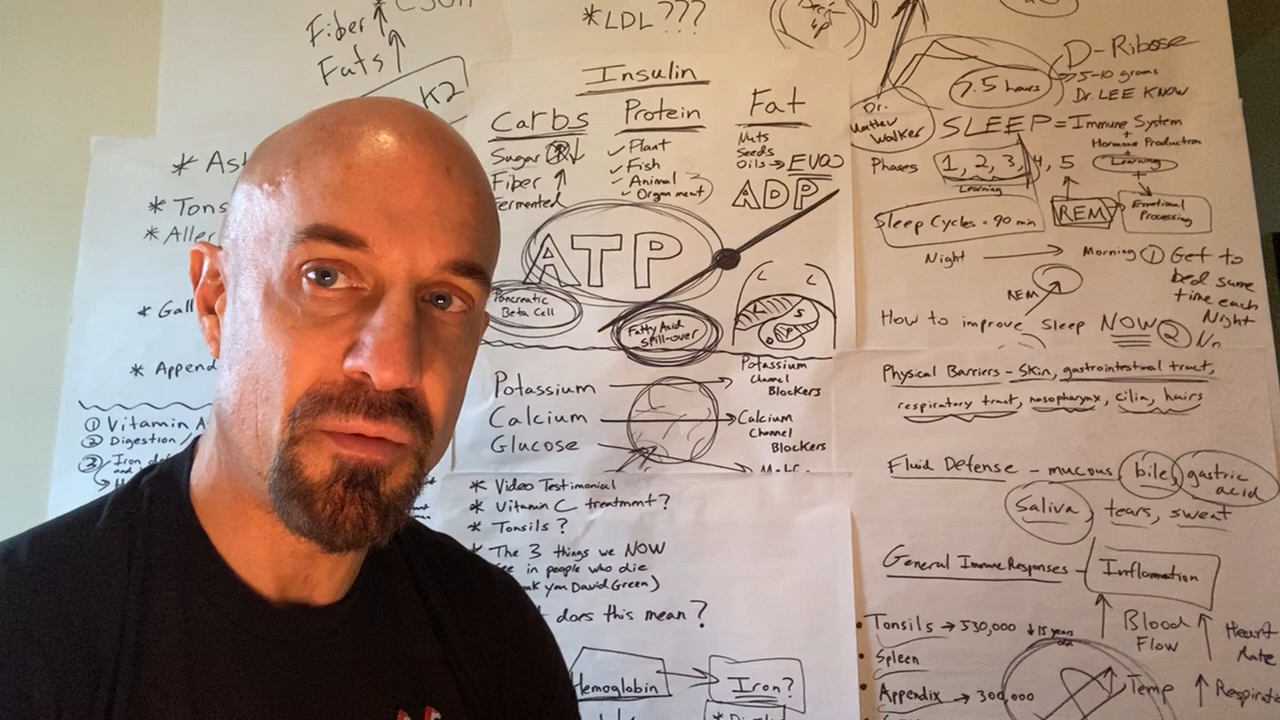 Fiber
Fats
K2
*LDL???
Insulin
Carbs
Sugar
Fiber
Fermented
Protein
Plant
Fish
Animal
Organ meat
Fat
Nuts
Seeds
Oils → EVOO
ADP
ATP
Pancreatic
Beta Cell
Fatty Acid
Spill-over
L L
S
P
Potassium
Calcium
Glucose
Potassium
Channel
Blockers
Calcium
Channel
Blockers
* Video Testimonial
* Vitamin C treatment?
* Tonsils?
* The 3 things we NOW
in people who die
you David Green)
does this mean?
Hemoglobin
Iron?
* Tons
* Aller
* Gall
* Append
① Vitamin A
② Digestion
③ Iron
D-Ribose
7.5 hours
5-10 grams
Dr. LEE KNOW
Dr.
Matthew
Walker
SLEEP = Immune System
+
Hormone Production
+
Learning
+
Emotional
Processing
Phases 1, 2, 3, 4, 5
Learning
REM
Sleep Cycles = 90 min
Night → Morning
REM
① Get to
bed same
time each
Night
How to improve Sleep NOW
②
Physical Barriers - Skin, gastrointestinal tract,
respiratory tract, nasopharynx, cilia, hairs
Fluid Defense - mucous, bile, gastric
acid
Saliva, tears, sweat
General Immune Responses - Inflamation
Blood
Flow
Heart
Rate
Temp
• Tonsils → 530,000 ↓ 15 years
old
• Spleen
• Appendix → 300,000